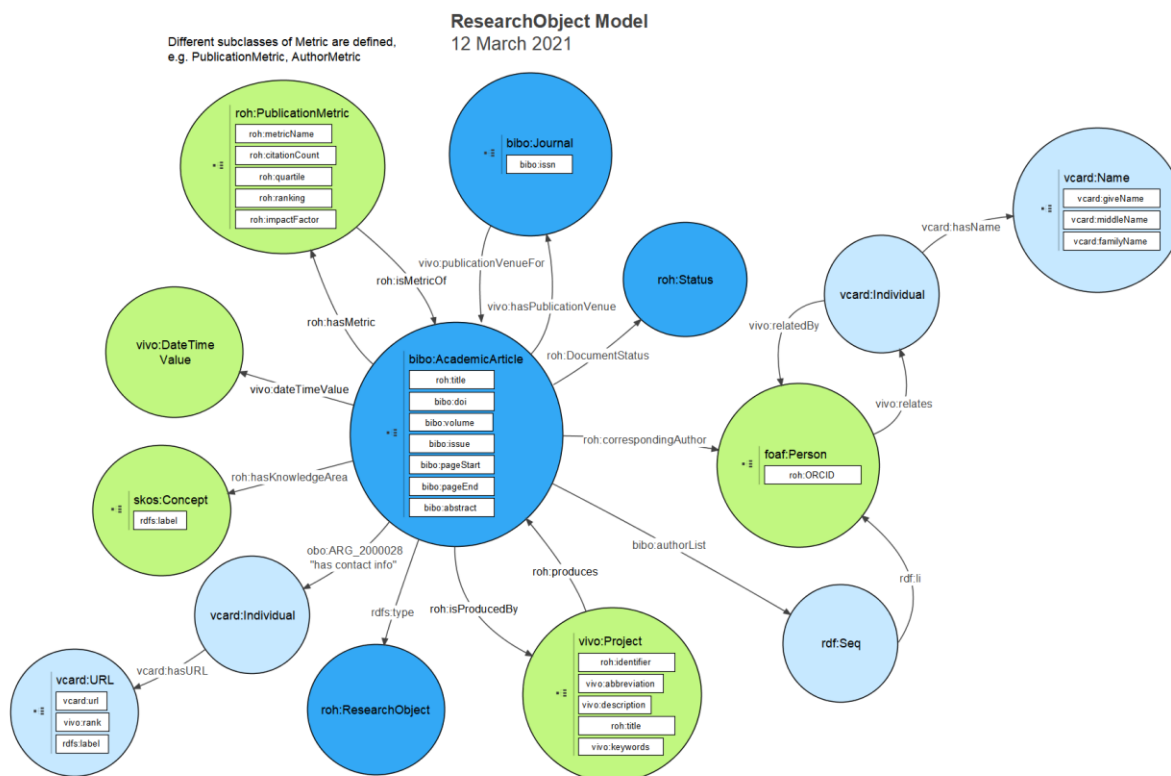 ResearchObject Model
12 March 2021
Different subclasses of Metric are defined,
e.g. PublicationMetric, AuthorMetric
roh:PublicationMetric
roh:metricName
roh:citationCount
roh:quartile
roh:ranking
roh:impactFactor
bibo:Journal
bibo:issn
vcard:Name
vcard:giveName
vcard:middleName
vcard:familyName
vcard:hasName
vivo:publicationVenueFor
roh:isMetricOf
vivo:hasPublicationVenue
roh:Status
vcard:Individual
roh:hasMetric
vivo:relatedBy
vivo:DateTime
Value
vivo:dateTimeValue
roh:DocumentStatus
bibo:AcademicArticle
roh:title
bibo:doi
bibo:volume
bibo:issue
bibo:pageStart
bibo:pageEnd
bibo:abstract
vivo:relates
roh:correspondingAuthor
foaf:Person
roh:ORCID
roh:hasKnowledgeArea
skos:Concept
rdfs:label
bibo:authorList
rdf:li
obo:ARG_2000028
"has contact info"
roh:produces
roh:isProducedBy
rdfs:type
vcard:Individual
rdf:Seq
vcard:hasURL
vcard:URL
vcard:url
vivo:rank
rdfs:label
roh:ResearchObject
vivo:Project
roh:identifier
vivo:abbreviation
vivo:description
roh:title
vivo:keywords